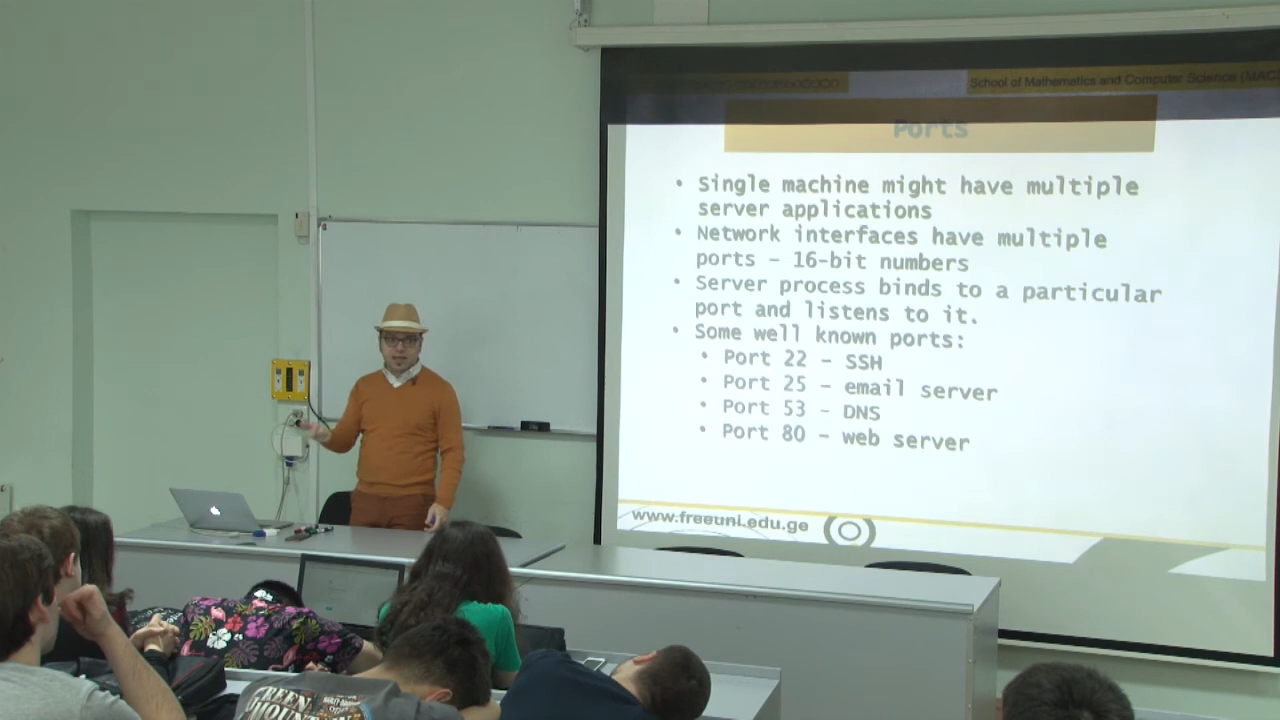 School of Mathematics and Computer Science (MACS
Ports
• Single machine might have multiple
server applications
• Network interfaces have multiple
ports – 16-bit numbers
• Server process binds to a particular
port and listens to it.
• Some well known ports:
• Port 22 – SSH
• Port 25 – email server
• Port 53 – DNS
• Port 80 – web server
www.freeuni.edu.ge
GREEN
MOUNTAIN